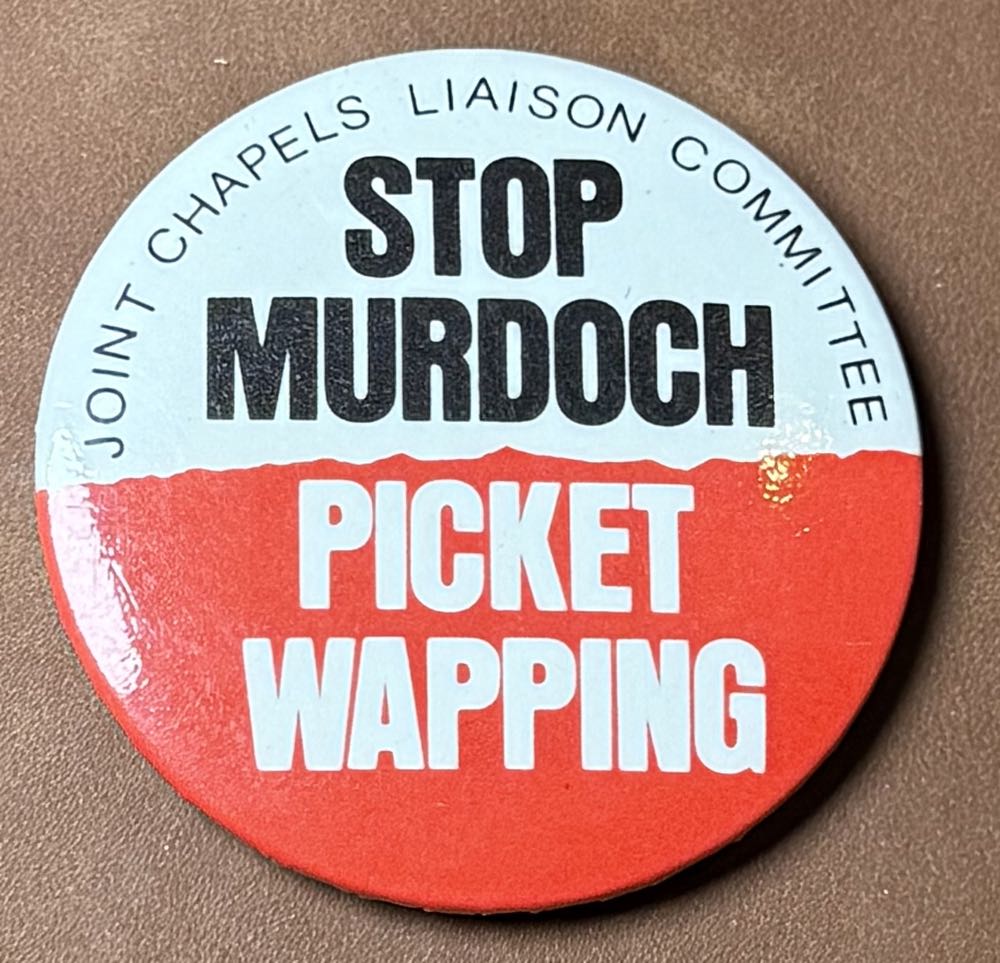 JOINT CHAPELS LIAISON COMMITTEE
STOP
MURDOCH
PICKET
WAPPING